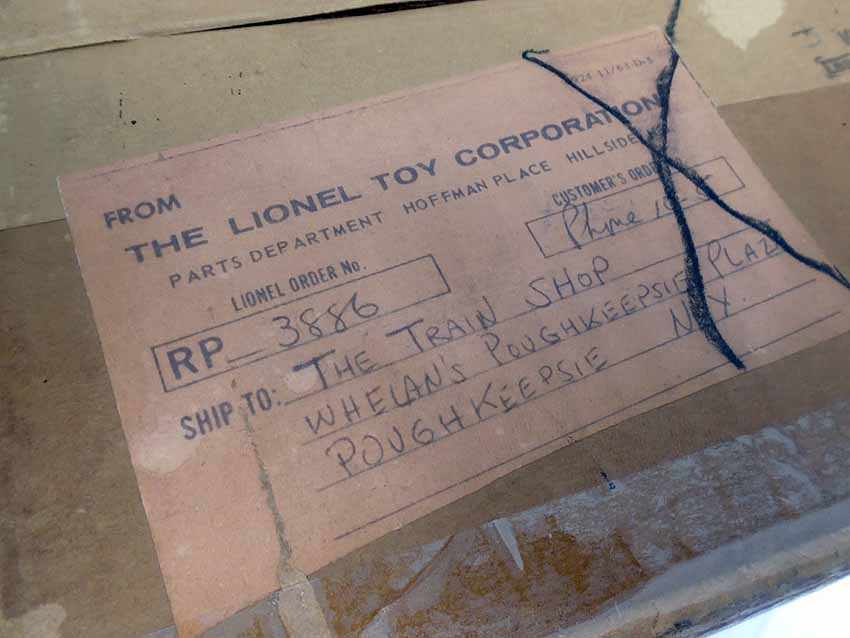 FROM
THE LIONEL TOY CORPORATION
PARTS DEPARTMENT HOFFMAN PLACE HILLSIDE
LIONEL ORDER No.
CUSTOMER'S ORDER
RP- 3886
Phone
SHIP TO: THE TRAIN SHOP
WHELAN'S POUGHKEEPSIE PLAZA
POUGHKEEPSIE N.Y.